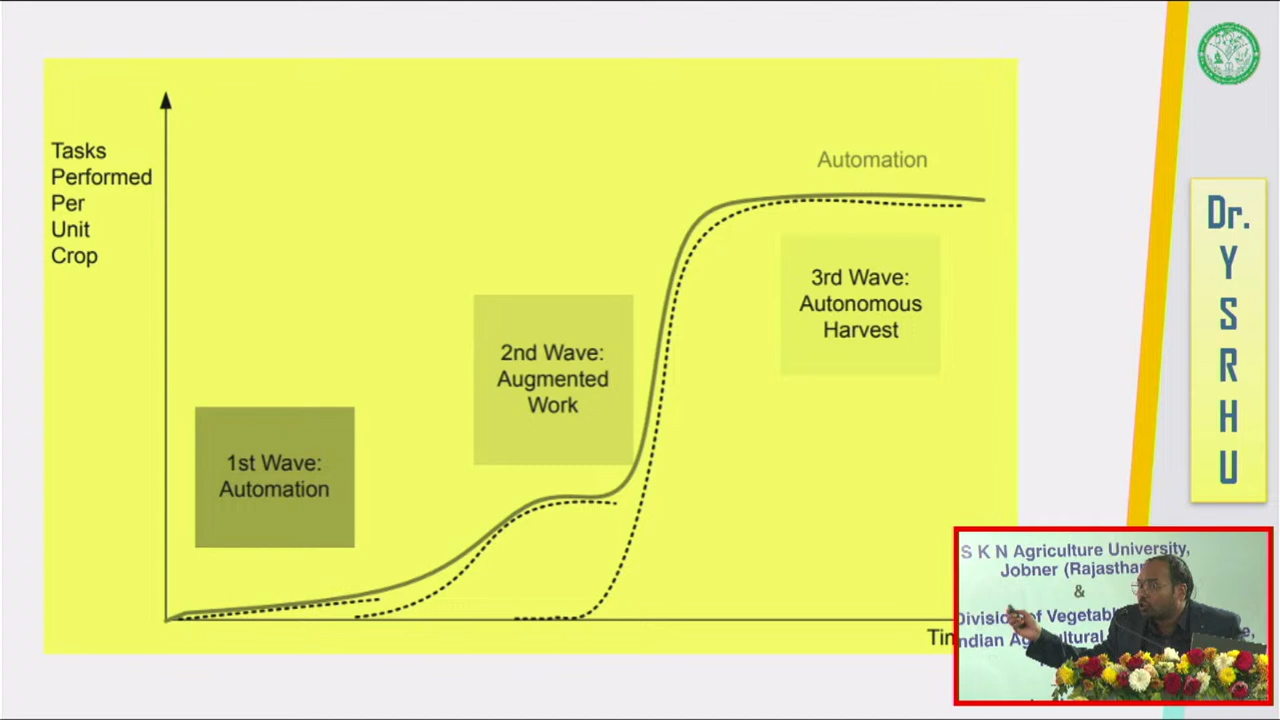 Tasks
Performed
Per
Unit
Crop
Automation
3rd Wave:
Autonomous
Harvest
2nd Wave:
Augmented
Work
1st Wave:
Automation
Dr.
Y
S
R
H
U
S K N Agriculture University,
Jobner
&
of